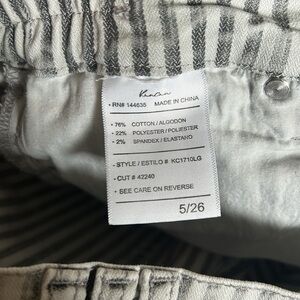 KanCan
• RN# 144635 MADE IN CHINA
• 76% COTTON / ALGODON
• 22% POLYESTER / POLIESTER
• 2% SPANDEX / ELASTANO
- STYLE / ESTILO # KC1710LG
- CUT # 42240
• SEE CARE ON REVERSE
5/26